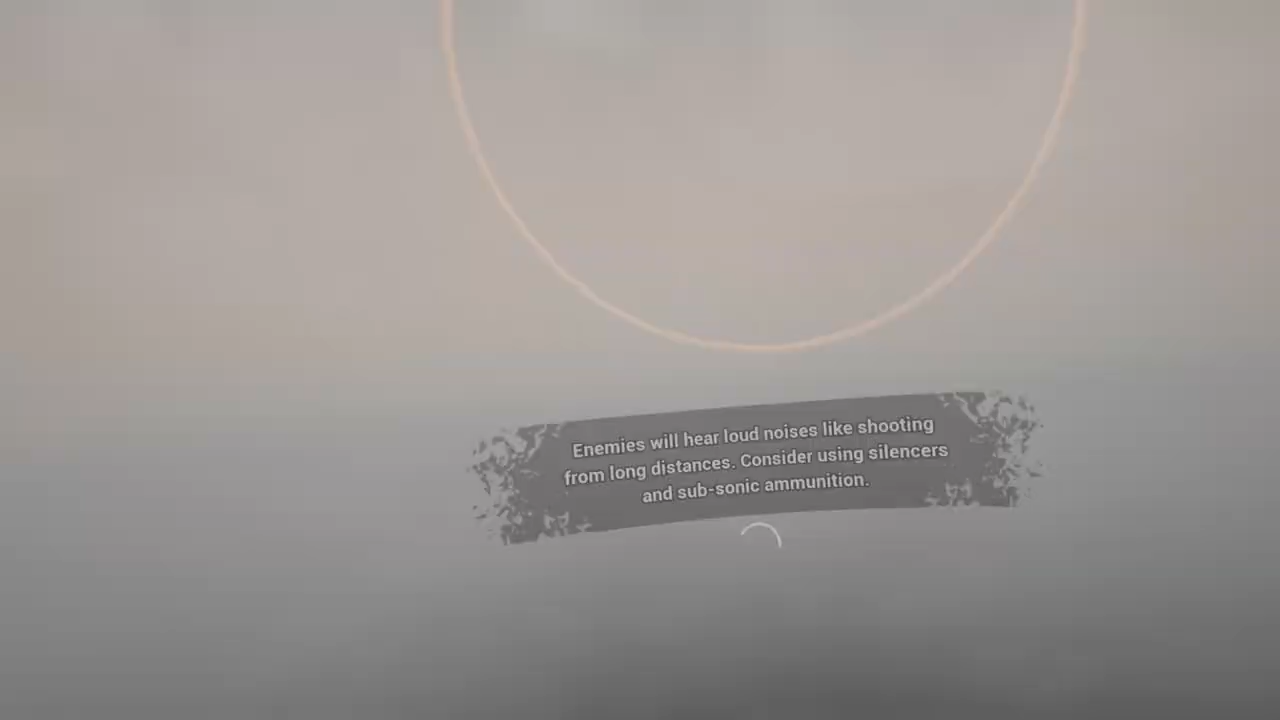 Enemies will hear loud noises like shooting
from long distances. Consider using silencers
and sub-sonic ammunition.